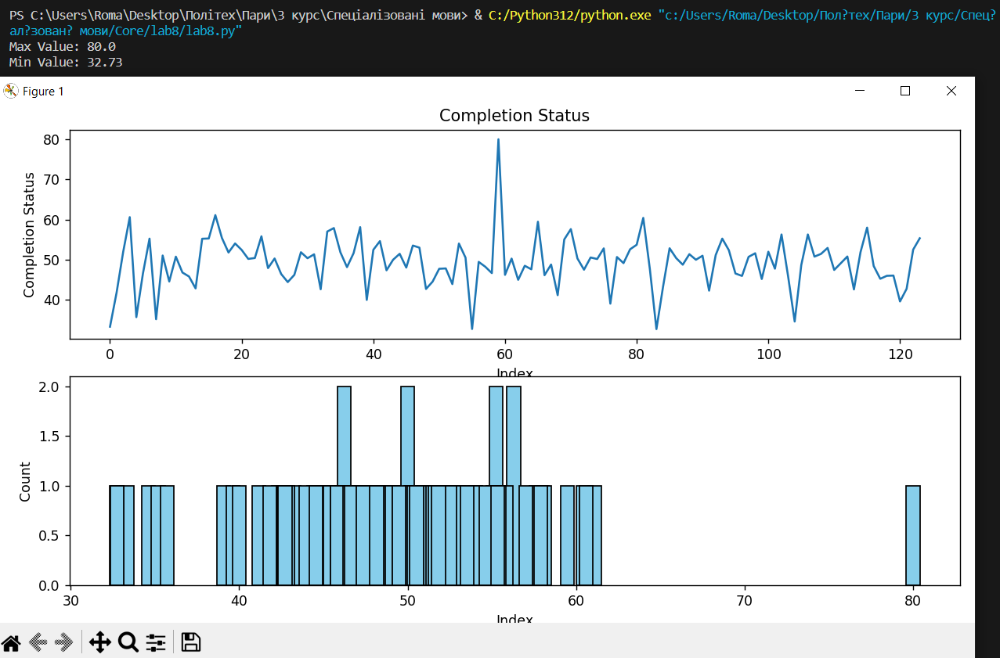 PS C:\Users\Roma\Desktop\Політех\Пари\3 курс\Спеціалізовані мови> & C:/Python312/python.exe "c:/Users/Roma/Desktop/Пол?тех/Пари/3 курс/Спец?
ал?зован? мови/Core/lab8/lab8.py"
Max Value: 80.0
Min Value: 32.73
Figure 1
Completion Status
Completion Status
80
70
60
50
40
0 20 40 60 80 100 120
Index
Count
2.0
1.5
1.0
0.5
0.0
30 40 50 60 70 80
Index